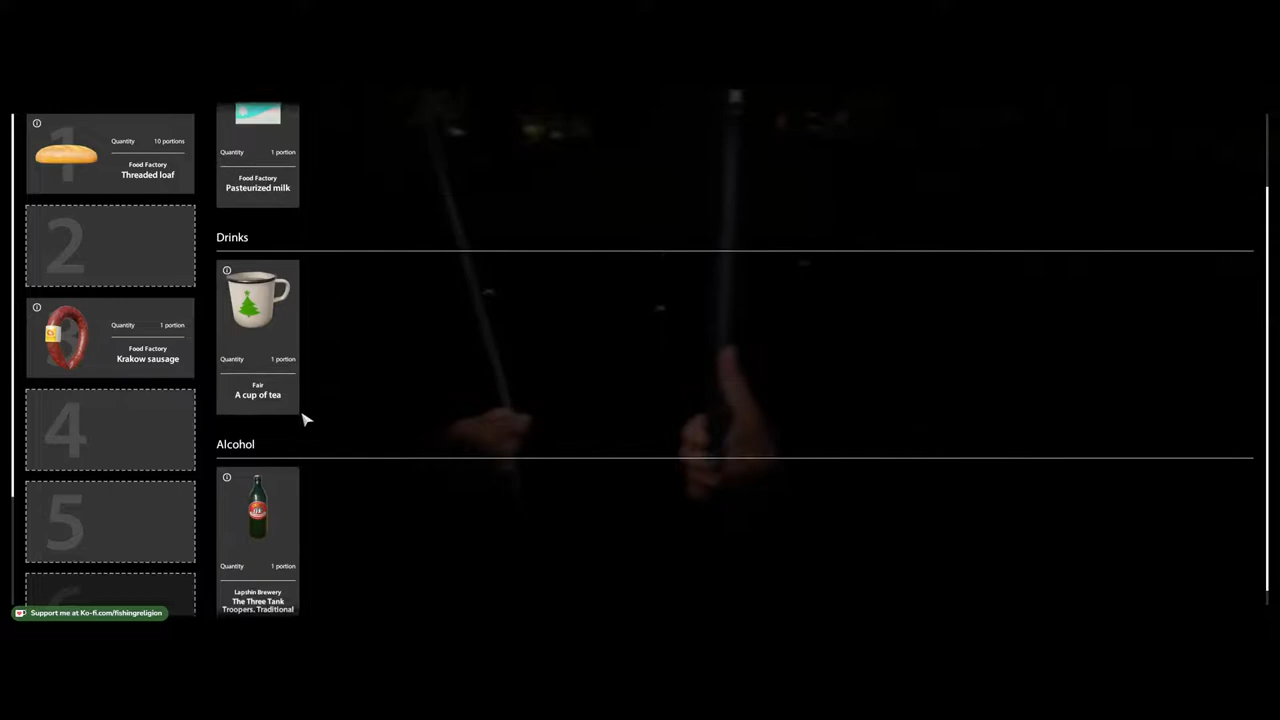 1
Quantity 10 portions
Food Factory
Threaded loaf
2
Quantity 1 portion
Food Factory
Krakow sausage
4
5
6
Support me at Ko-fi.com/fishingreligion
Quantity 1 portion
Food Factory
Pasteurized milk
Drinks
Quantity 1 portion
Fair
A cup of tea
Alcohol
Quantity 1 portion
Lapshin Brewery
The Three Tank
Troopers, Traditional